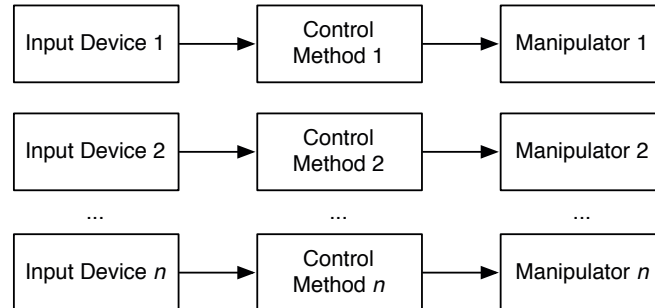 Input Device 1
Control
Method 1
Manipulator 1
Input Device 2
Control
Method 2
Manipulator 2
... ... ...
Input Device n
Control
Method n
Manipulator n